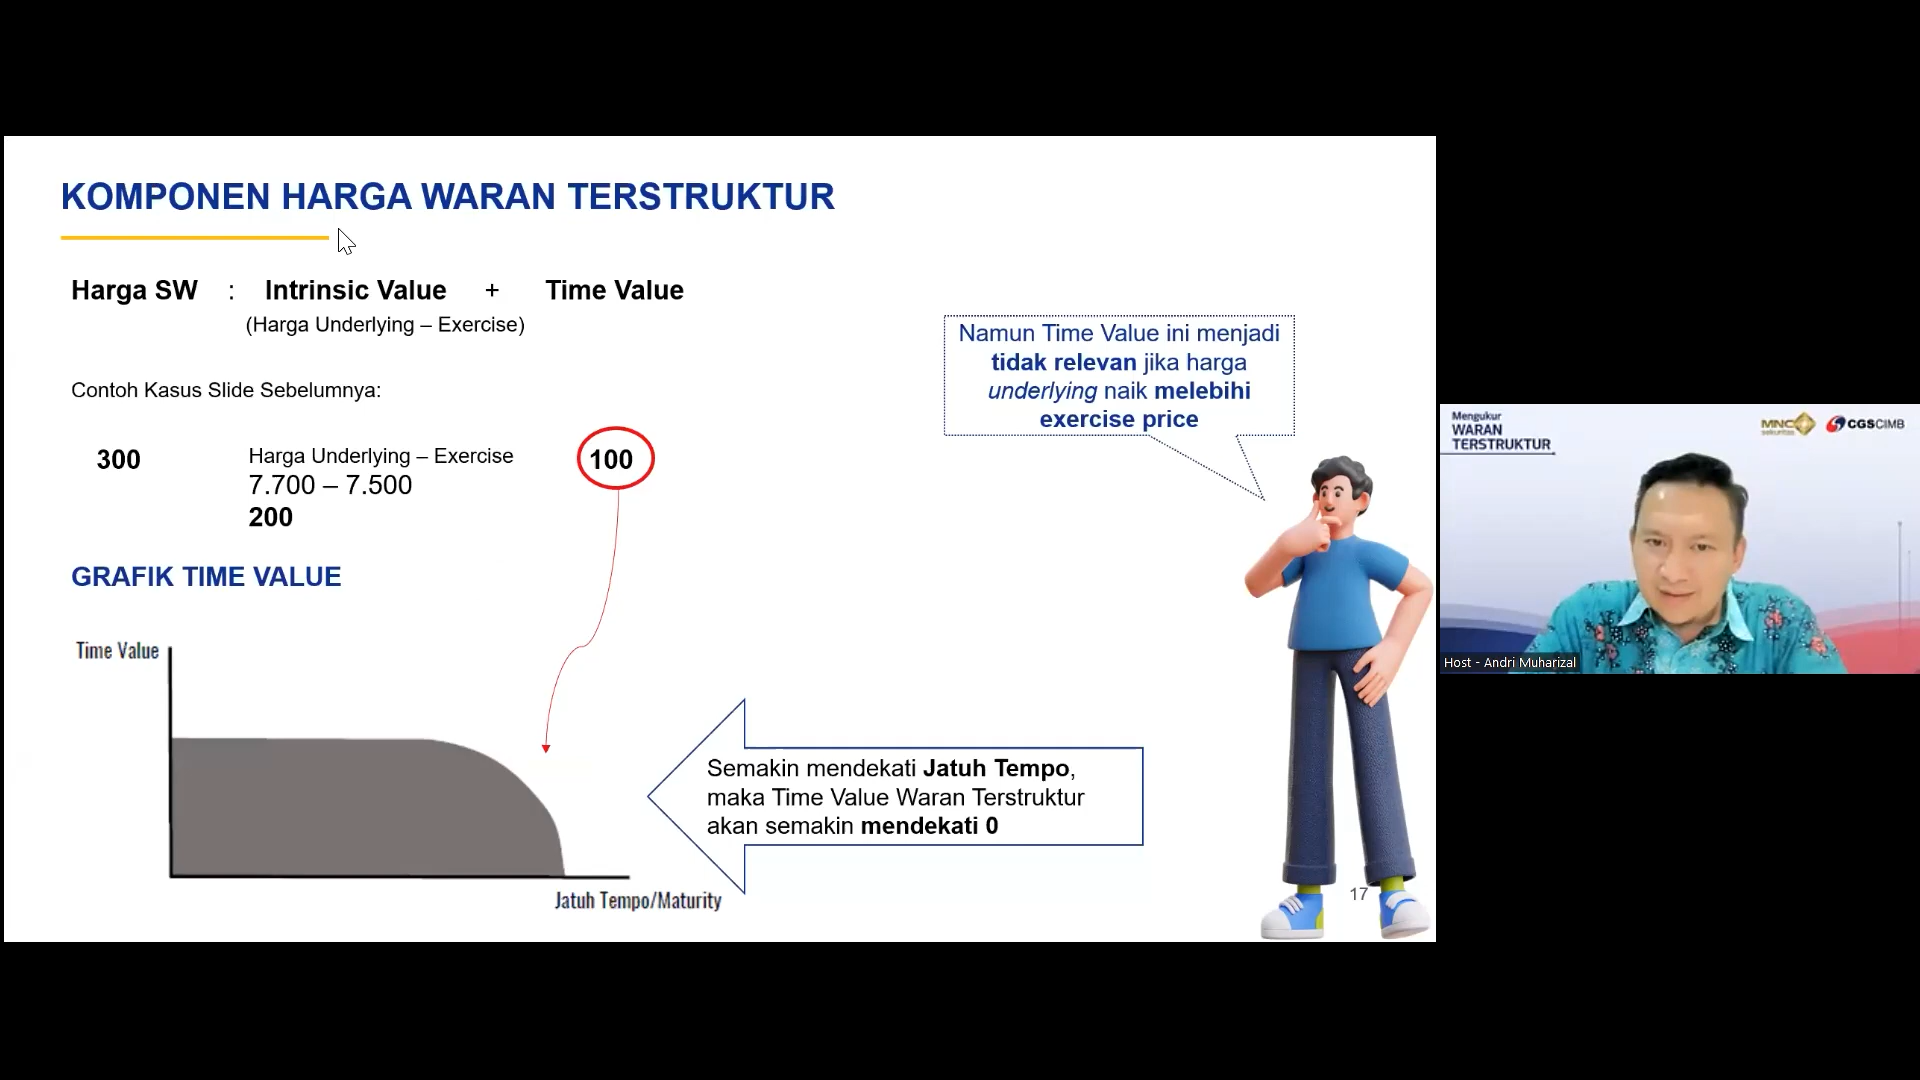 KOMPONEN HARGA WARAN TERSTRUKTUR
Harga SW : Intrinsic Value + Time Value
(Harga Underlying – Exercise)
Contoh Kasus Slide Sebelumnya:
300
Harga Underlying – Exercise
7.700 – 7.500
200
100
Namun Time Value ini menjadi
tidak relevan jika harga
underlying naik melebihi
exercise price
GRAFIK TIME VALUE
Time Value
Jatuh Tempo/Maturity
Semakin mendekati Jatuh Tempo,
maka Time Value Waran Terstruktur
akan semakin mendekati 0
17
Mengukur
WARAN
TERSTRUKTUR
MNC
sekuritas
CGS CIMB
Host - Andri Muharizal